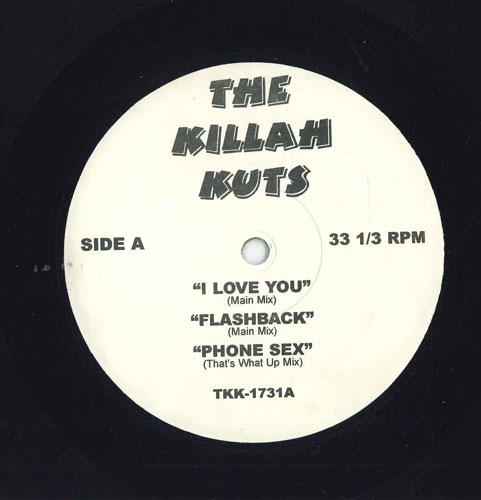 THE
KILLAH
KUTS
SIDE A
33 1/3 RPM
"I LOVE YOU"
(Main Mix)
"FLASHBACK"
(Main Mix)
"PHONE SEX"
(That's What Up Mix)
TKK-1731A